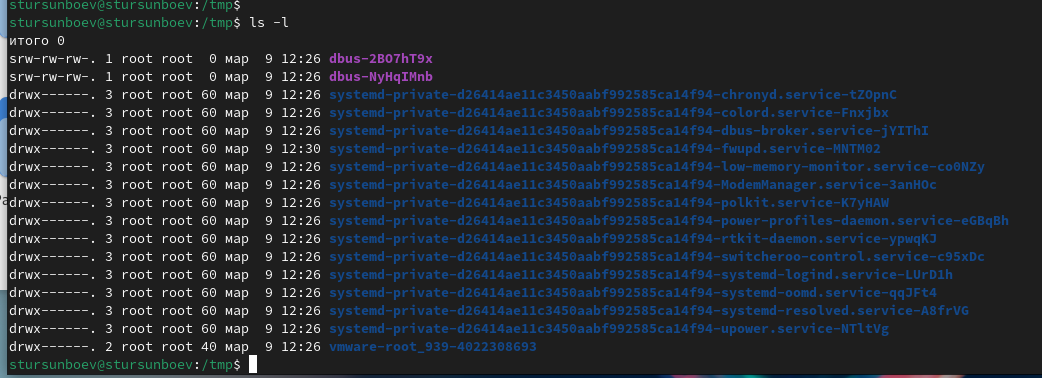 stursunboev@stursunboev:/tmp$
stursunboev@stursunboev:/tmp$ ls -l
итого 0
srw-rw-rw-. 1 root root  0 мар  9 12:26 dbus-2BO7hT9x
srw-rw-rw-. 1 root root  0 мар  9 12:26 dbus-NyHqIMnb
drwx------. 3 root root 60 мар  9 12:26 systemd-private-d26414ae11c3450aabf992585ca14f94-chronyd.service-tZOpnC
drwx------. 3 root root 60 мар  9 12:26 systemd-private-d26414ae11c3450aabf992585ca14f94-colord.service-Fnxjbx
drwx------. 3 root root 60 мар  9 12:26 systemd-private-d26414ae11c3450aabf992585ca14f94-dbus-broker.service-jYIThI
drwx------. 3 root root 60 мар  9 12:30 systemd-private-d26414ae11c3450aabf992585ca14f94-fwupd.service-MNTM02
drwx------. 3 root root 60 мар  9 12:26 systemd-private-d26414ae11c3450aabf992585ca14f94-low-memory-monitor.service-co0NZy
drwx------. 3 root root 60 мар  9 12:26 systemd-private-d26414ae11c3450aabf992585ca14f94-ModemManager.service-3anHOc
drwx------. 3 root root 60 мар  9 12:26 systemd-private-d26414ae11c3450aabf992585ca14f94-polkit.service-K7yHAW
drwx------. 3 root root 60 мар  9 12:26 systemd-private-d26414ae11c3450aabf992585ca14f94-power-profiles-daemon.service-eGBqBh
drwx------. 3 root root 60 мар  9 12:26 systemd-private-d26414ae11c3450aabf992585ca14f94-rtkit-daemon.service-ypwqKJ
drwx------. 3 root root 60 мар  9 12:26 systemd-private-d26414ae11c3450aabf992585ca14f94-switcheroo-control.service-c95xDc
drwx------. 3 root root 60 мар  9 12:26 systemd-private-d26414ae11c3450aabf992585ca14f94-systemd-logind.service-LUrD1h
drwx------. 3 root root 60 мар  9 12:26 systemd-private-d26414ae11c3450aabf992585ca14f94-systemd-oomd.service-qqJFt4
drwx------. 3 root root 60 мар  9 12:26 systemd-private-d26414ae11c3450aabf992585ca14f94-systemd-resolved.service-A8frVG
drwx------. 3 root root 60 мар  9 12:26 systemd-private-d26414ae11c3450aabf992585ca14f94-upower.service-NTltVg
drwx------. 2 root root 40 мар  9 12:26 vmware-root_939-4022308693
stursunboev@stursunboev:/tmp$